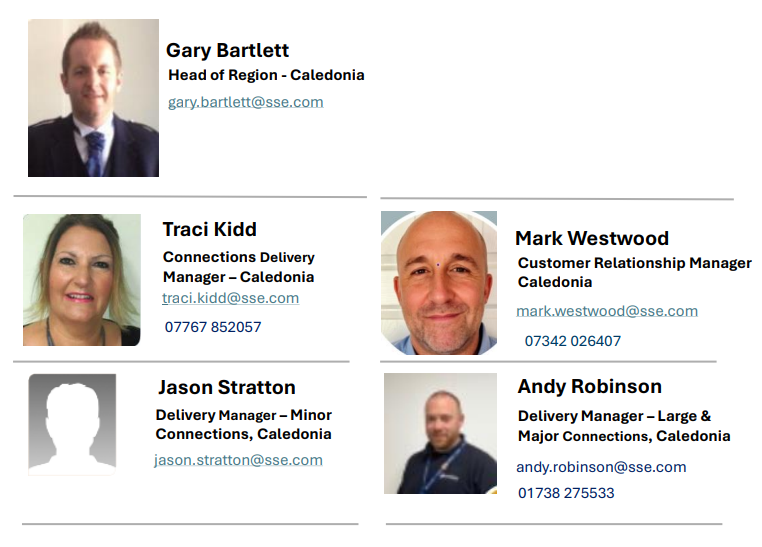 Gary Bartlett
Head of Region - Caledonia
gary.bartlett@sse.com
Traci Kidd
Connections Delivery
Manager – Caledonia
traci.kidd@sse.com
07767 852057
Mark Westwood
Customer Relationship Manager
Caledonia
mark.westwood@sse.com
07342 026407
Jason Stratton
Delivery Manager – Minor
Connections, Caledonia
jason.stratton@sse.com
Andy Robinson
Delivery Manager – Large &
Major Connections, Caledonia
andy.robinson@sse.com
01738 275533